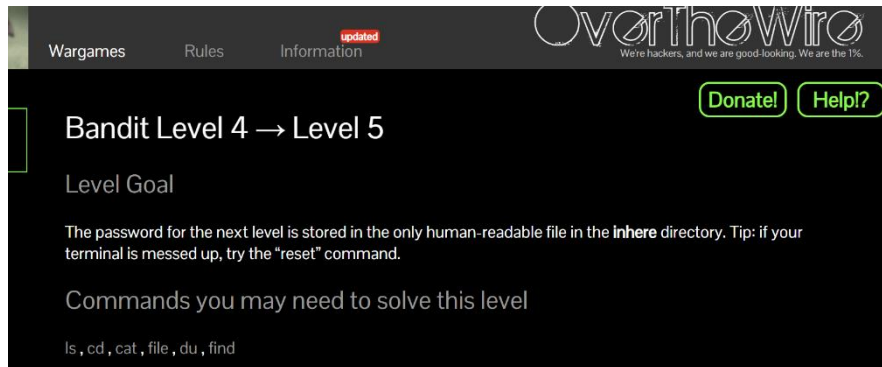 updated
Wargames Rules Information
OverTheWire
We're hackers, and we are good-looking. We are the 1%.
Donate! Help!?
Bandit Level 4 → Level 5
Level Goal
The password for the next level is stored in the only human-readable file in the inhere directory. Tip: if your
terminal is messed up, try the “reset” command.
Commands you may need to solve this level
ls , cd , cat , file , du , find